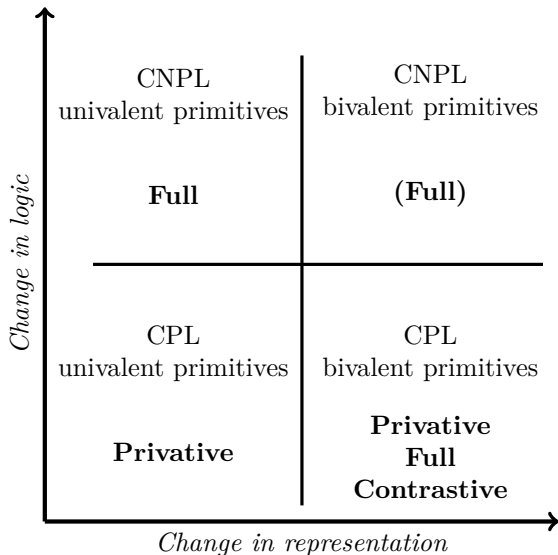 CNPL
univalent primitives
Full
CNPL
bivalent primitives
(Full)
CPL
univalent primitives
Privative
CPL
bivalent primitives
Privative
Full
Contrastive
Change in logic
Change in representation